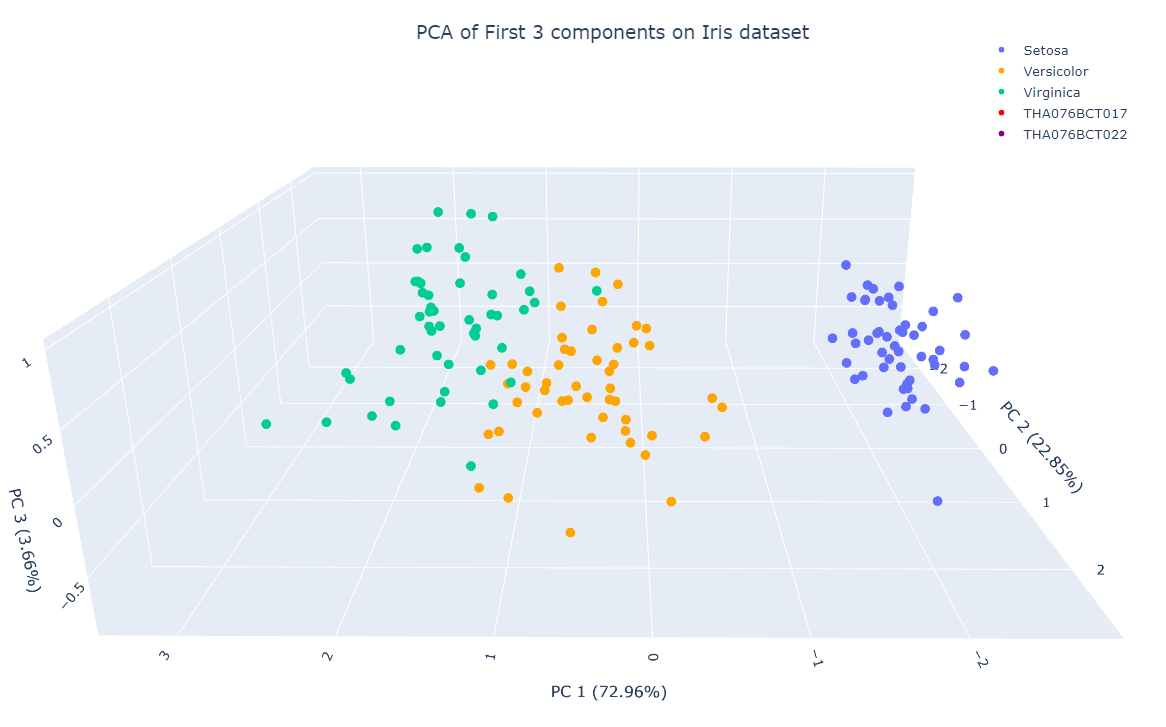 PCA of First 3 components on Iris dataset
Setosa
Versicolor
Virginica
THA076BCT017
THA076BCT022
1
0.5
0
−0.5
PC 3 (3.66%)
−2
−1
0
1
2
PC 2 (22.85%)
3
2
1
0
−1
−2
PC 1 (72.96%)